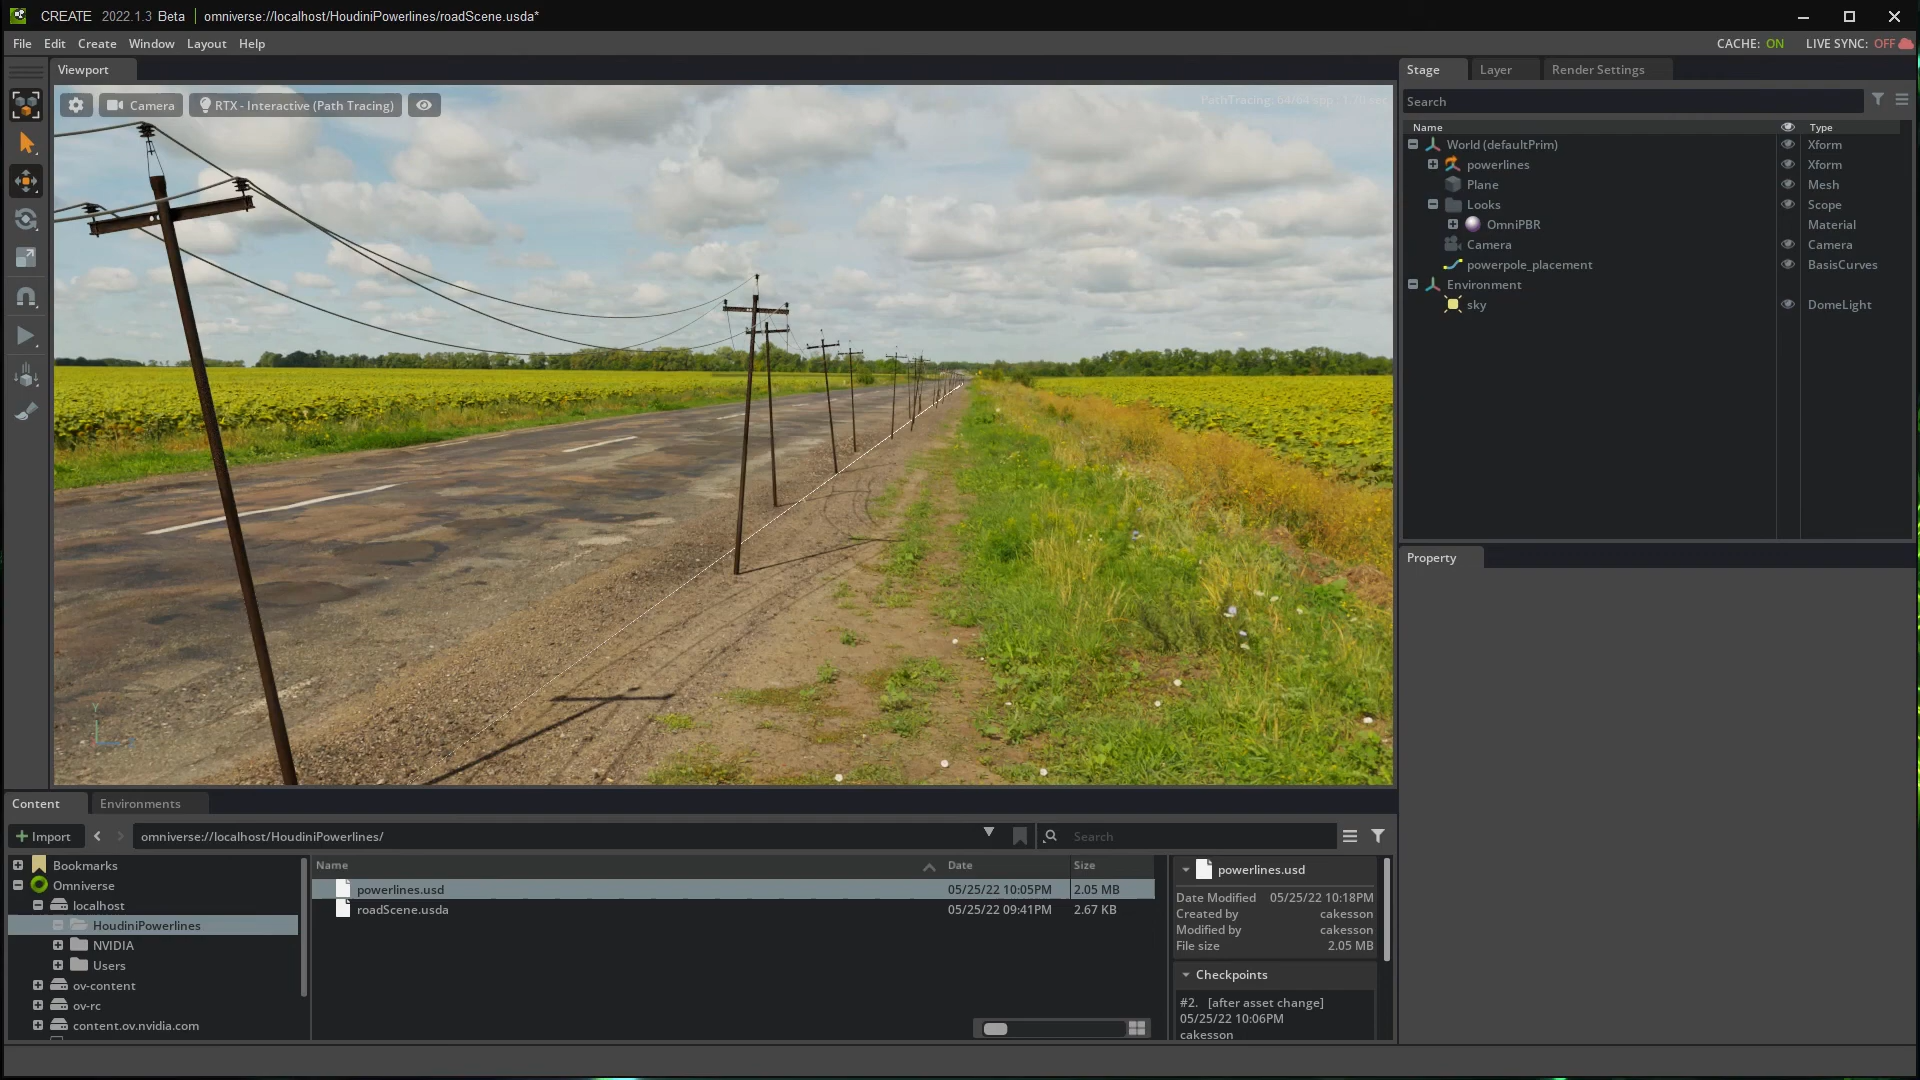 CREATE 2022.1.3 Beta omniverse://localhost/HoudiniPowerlines/roadScene.usda*
File Edit Create Window Layout Help
CACHE: ON LIVE SYNC: OFF
Viewport
Camera RTX - Interactive (Path Tracing)
PathTracing: 64/64 spp
Y
Stage Layer Render Settings
Search
Name Type
World (defaultPrim) Xform
powerlines Xform
Plane Mesh
Looks Scope
OmniPBR Material
Camera Camera
powerpole_placement BasisCurves
Environment
sky DomeLight
Property
Content Environments
Import omniverse://localhost/HoudiniPowerlines/ Search
Bookmarks
Omniverse
localhost
HoudiniPowerlines
NVIDIA
Users
ov-content
ov-rc
content.ov.nvidia.com
Name Date Size
powerlines.usd 05/25/22 10:05PM 2.05 MB
roadScene.usda 05/25/22 09:41PM 2.67 KB
powerlines.usd
Date Modified 05/25/22 10:18PM
Created by cakesson
Modified by cakesson
File size 2.05 MB
Checkpoints
#2. [after asset change]
05/25/22 10:06PM
cakesson